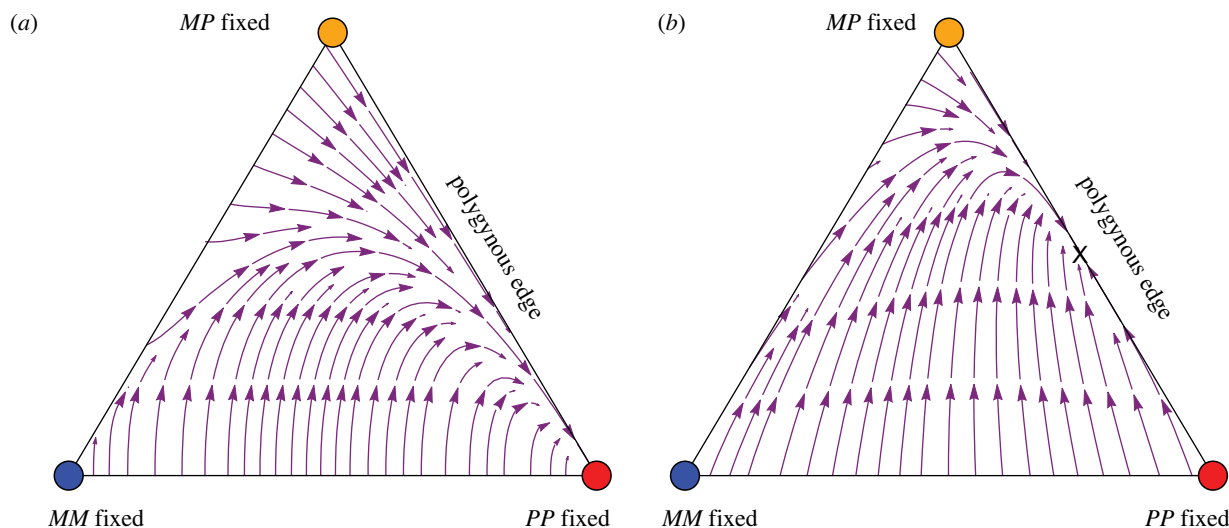 (a)
MP fixed
polygynous edge
MM fixed
PP fixed
(b)
MP fixed
polygynous edge
X
MM fixed
PP fixed